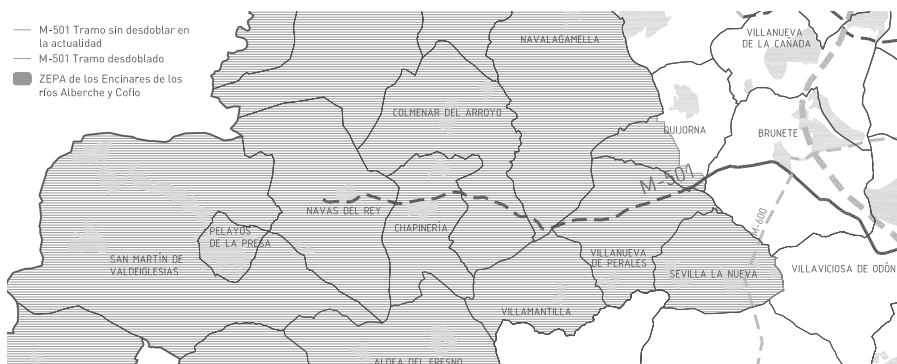 M-501 Tramo sin desdoblar en
la actualidad
M-501 Tramo desdoblado
ZEPA de los Encinares de los
ríos Alberche y Cofio
NAVALAGAMELLA
VILLANUEVA
DE LA CAÑADA
COLMENAR DEL ARROYO
QUIJORNA
BRUNETE
M-501
NAVAS DEL REY
CHAPINERÍA
M-600
PELAYOS
DE LA PRESA
SAN MARTÍN DE
VALDEIGLESIAS
VILLANUEVA
DE PERALES
SEVILLA LA NUEVA
VILLAVICIOSA DE ODÓN
VILLAMANTILLA
ALDEA DEL FRESNO